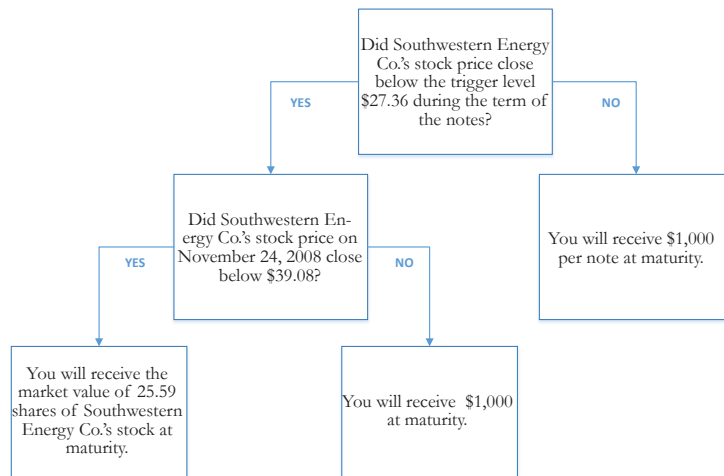 Did Southwestern Energy
Co.'s stock price close
below the trigger level
$27.36 during the term of
the notes?
YES
NO
Did Southwestern En-
ergy Co.'s stock price on
November 24, 2008 close
below $39.08?
You will receive $1,000
per note at maturity.
YES
NO
You will receive the
market value of 25.59
shares of Southwestern
Energy Co.'s stock at
maturity.
You will receive $1,000
at maturity.